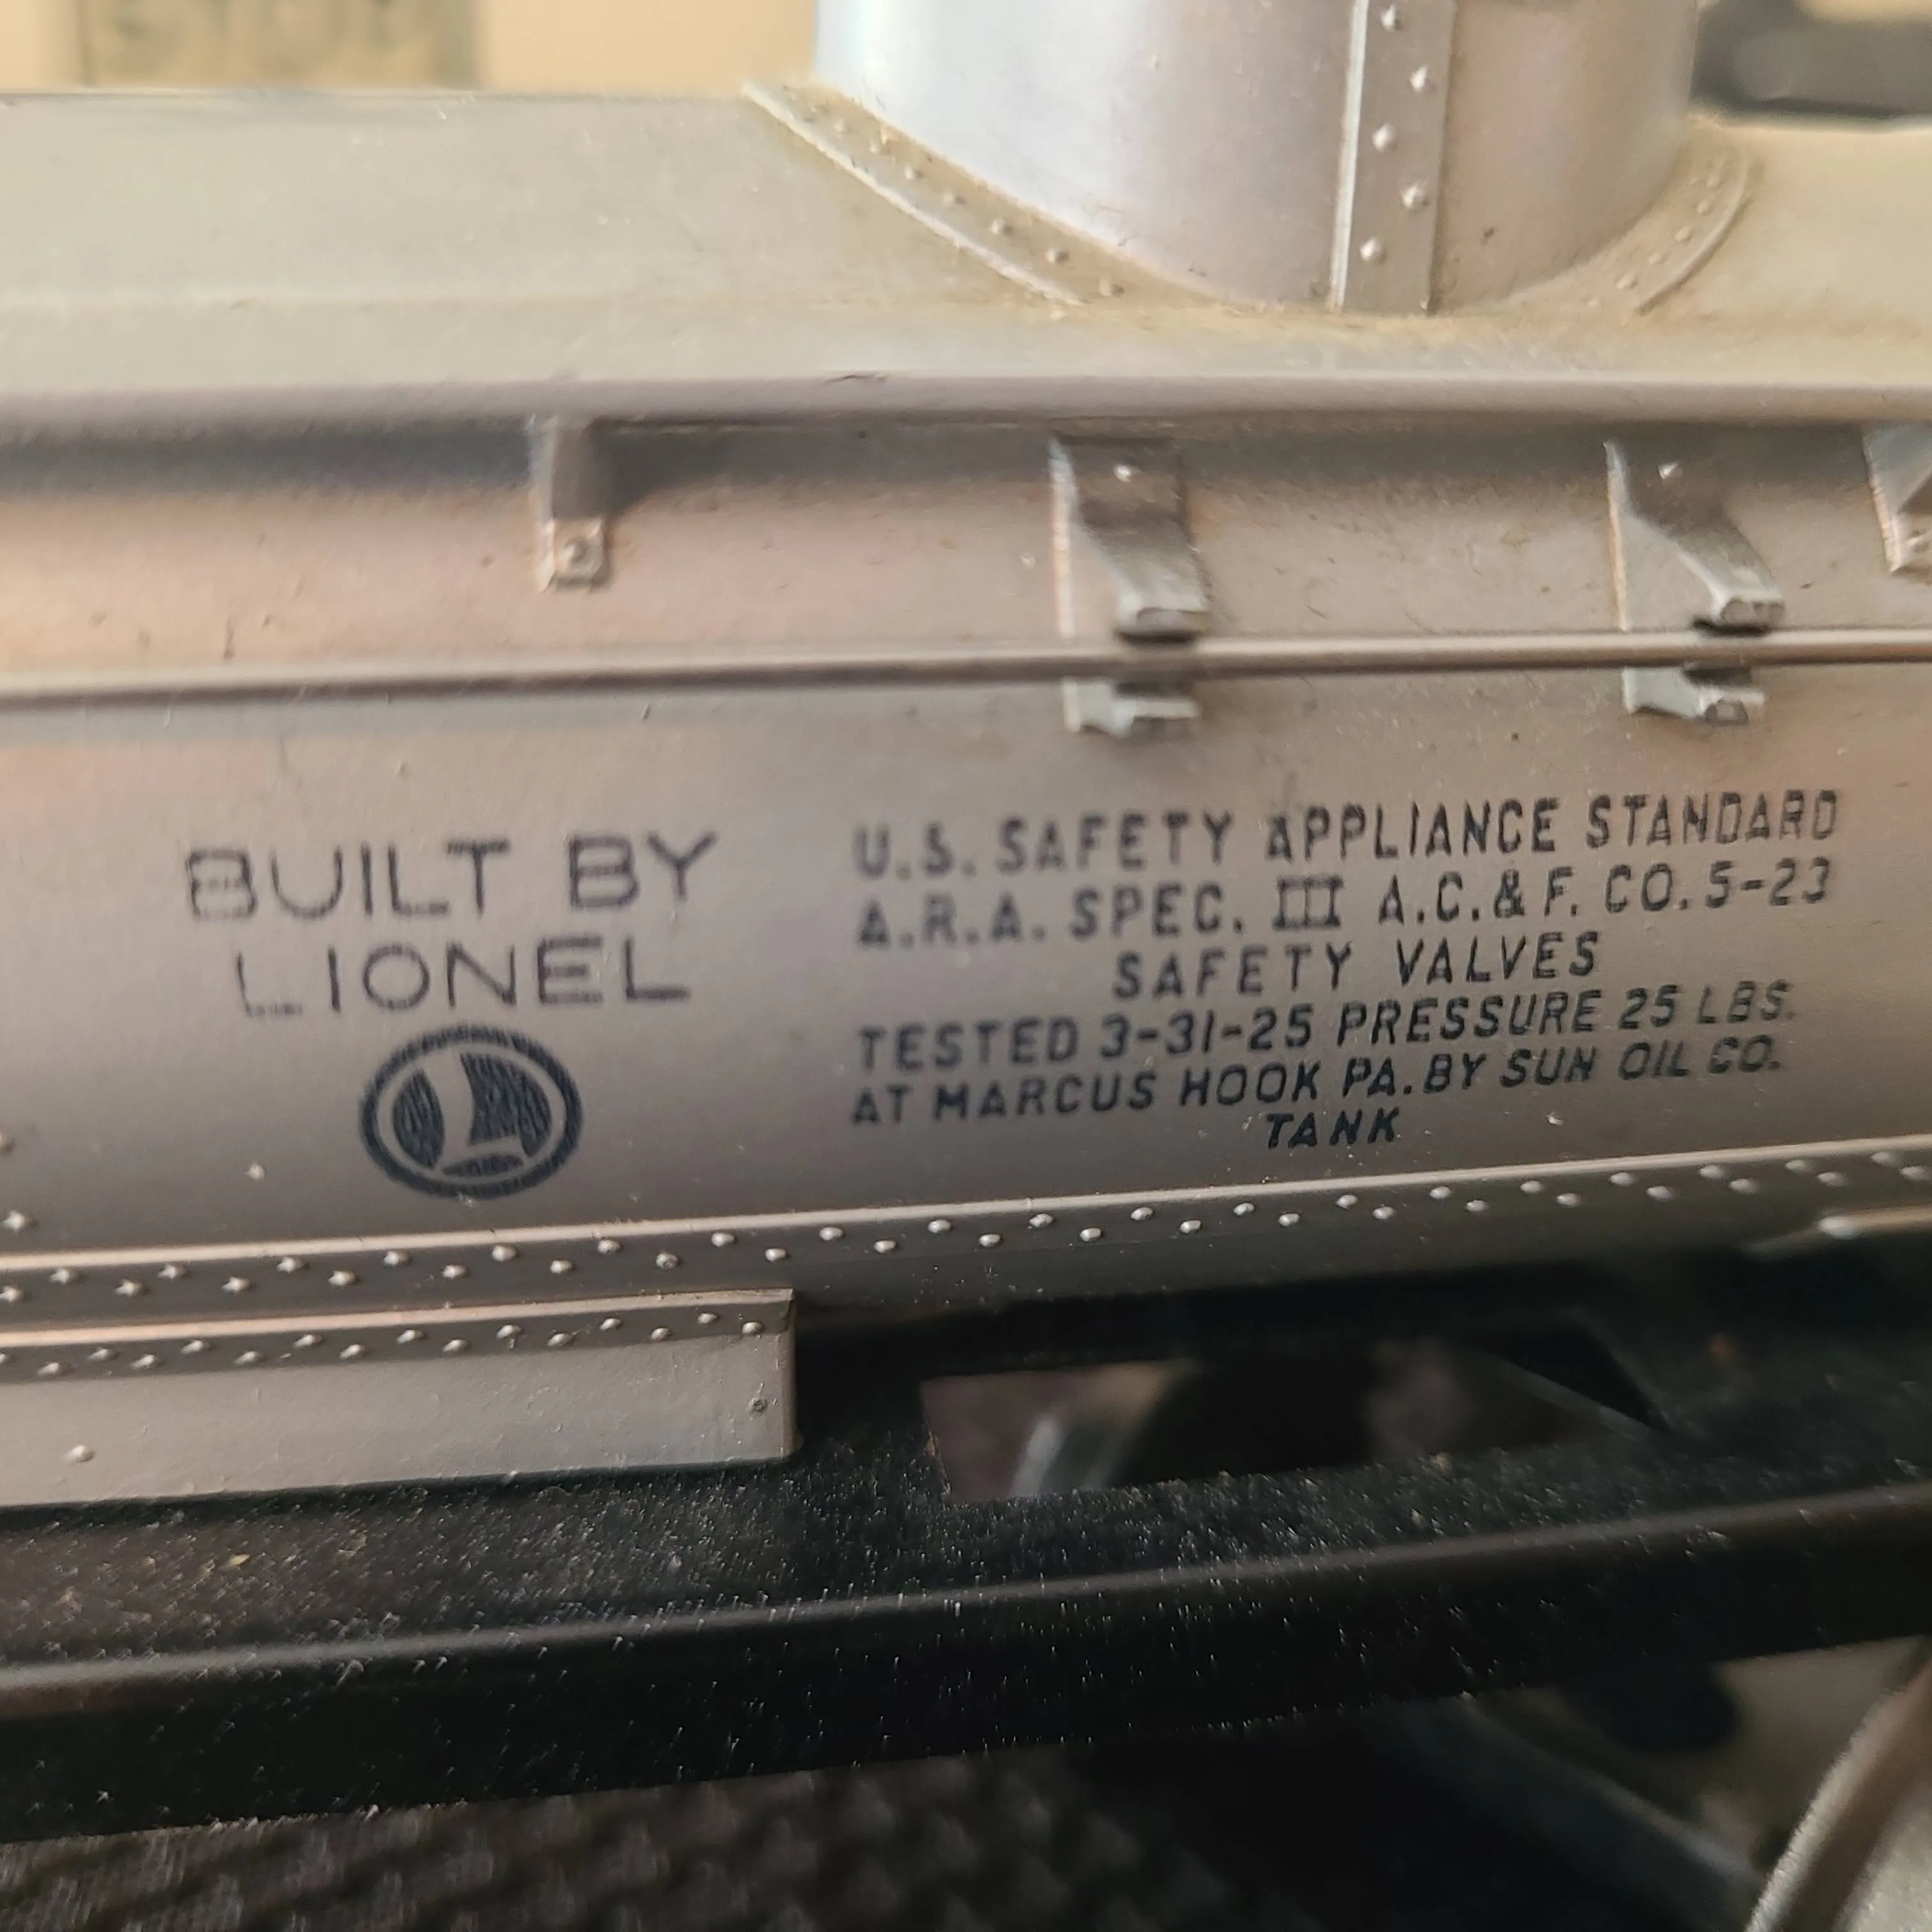 BUILT BY
LIONEL
L
U.S. SAFETY APPLIANCE STANDARD
A.R.A. SPEC. III A.C.& F. CO. 5-23
SAFETY VALVES
TESTED 3-31-25 PRESSURE 25 LBS.
AT MARCUS HOOK PA. BY SUN OIL CO.
TANK